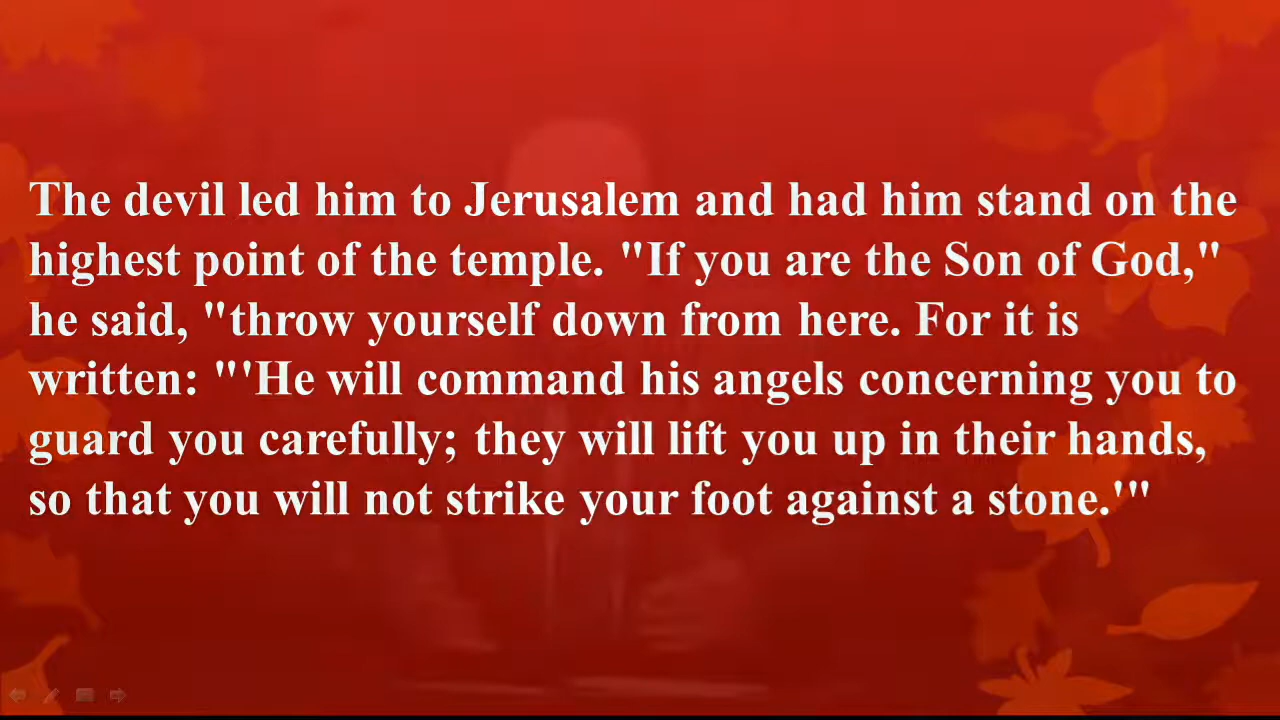 The devil led him to Jerusalem and had him stand on the
highest point of the temple. "If you are the Son of God,"
he said, "throw yourself down from here. For it is
written: "'He will command his angels concerning you to
guard you carefully; they will lift you up in their hands,
so that you will not strike your foot against a stone.'"